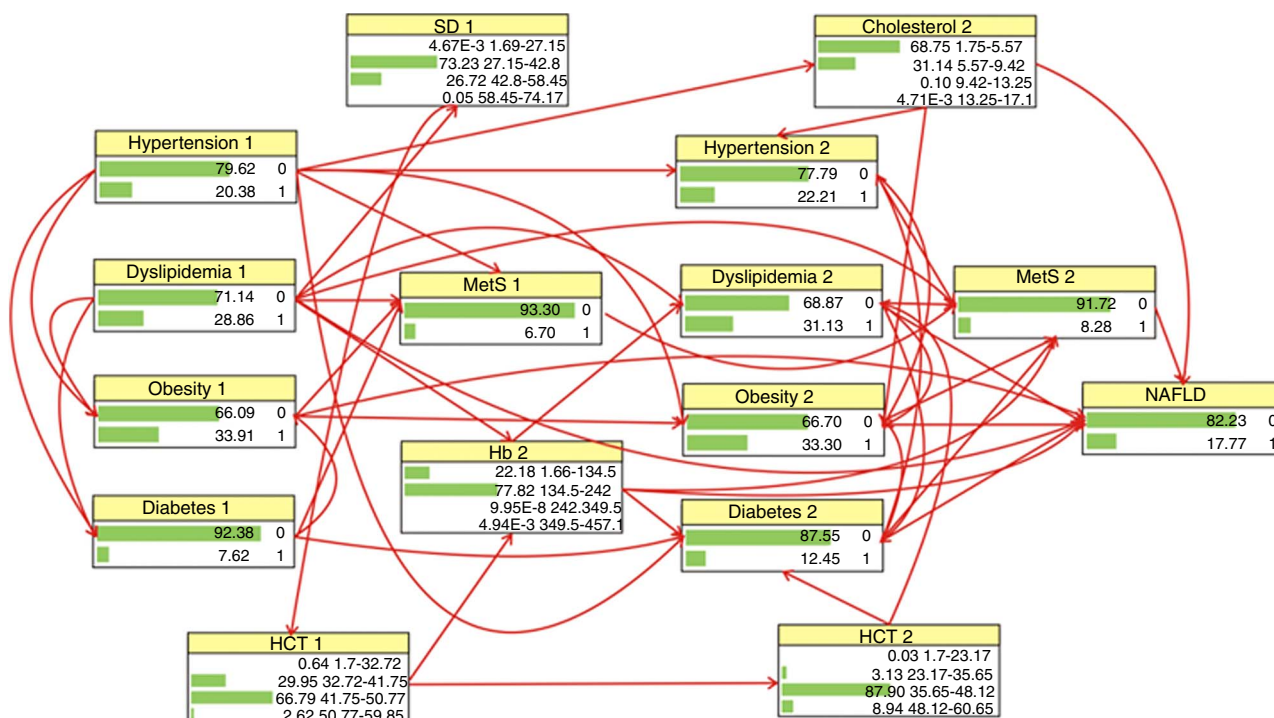 SD 1
4.67E-3 1.69-27.15
73.23 27.15-42.8
26.72 42.8-58.45
0.05 58.45-74.17
Cholesterol 2
68.75 1.75-5.57
31.14 5.57-9.42
0.10 9.42-13.25
4.71E-3 13.25-17.1
Hypertension 1
79.62 0
20.38 1
Hypertension 2
77.79 0
22.21 1
Dyslipidemia 1
71.14 0
28.86 1
MetS 1
93.30 0
6.70 1
Dyslipidemia 2
68.87 0
31.13 1
MetS 2
91.72 0
8.28 1
Obesity 1
66.09 0
33.91 1
Obesity 2
66.70 0
33.30 1
NAFLD
82.23 0
17.77 1
Hb 2
22.18 1.66-134.5
77.82 134.5-242
9.95E-8 242.349.5
4.94E-3 349.5-457.1
Diabetes 1
92.38 0
7.62 1
Diabetes 2
87.55 0
12.45 1
HCT 1
0.64 1.7-32.72
29.95 32.72-41.75
66.79 41.75-50.77
2.62 50.77-59.85
HCT 2
0.03 1.7-23.17
3.13 23.17-35.65
87.90 35.65-48.12
8.94 48.12-60.65